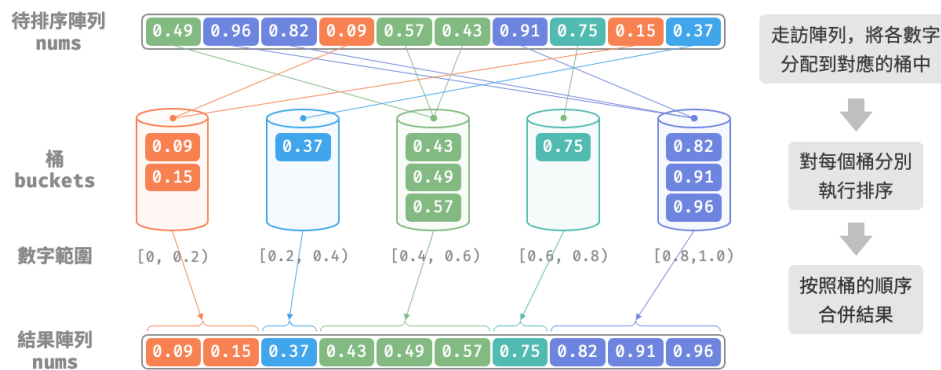 待排序陣列
nums
0.49 0.96 0.82 0.09 0.57 0.43 0.91 0.75 0.15 0.37
走訪陣列，將各數字
分配到對應的桶中
桶
buckets
0.09 0.37 0.43 0.75 0.82
0.15 0.49 0.91
0.57 0.96
對每個桶分別
執行排序
數字範圍
[0, 0.2) [0.2, 0.4) [0.4, 0.6) [0.6, 0.8) [0.8,1.0)
按照桶的順序
合併結果
結果陣列
nums
0.09 0.15 0.37 0.43 0.49 0.57 0.75 0.82 0.91 0.96